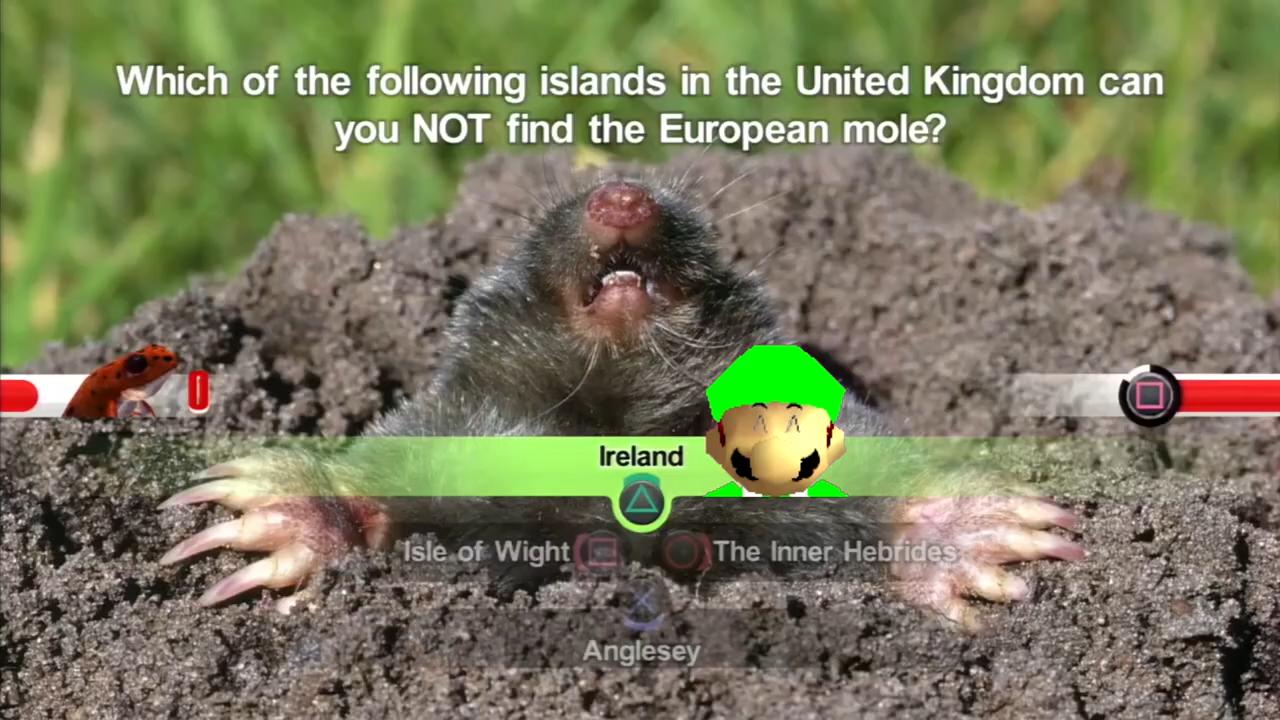 Which of the following islands in the United Kingdom can
you NOT find the European mole?
Ireland
Isle of Wight
The Inner Hebrides
Anglesey